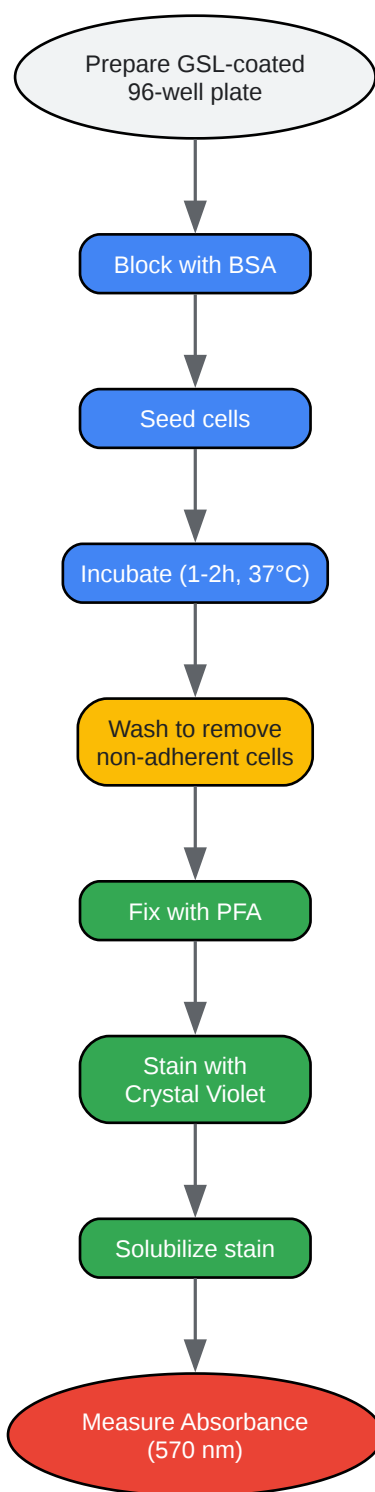 Prepare GSL-coated
96-well plate
Block with BSA
Seed cells
Incubate (1-2h, 37°C)
Wash to remove
non-adherent cells
Fix with PFA
Stain with
Crystal Violet
Solubilize stain
Measure Absorbance
(570 nm)